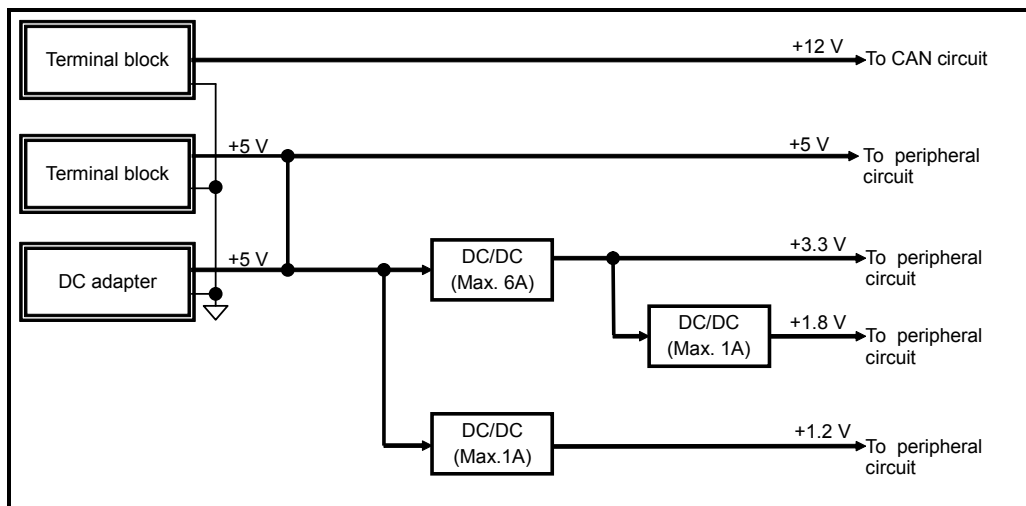 Terminal block
+12 V
To CAN circuit
Terminal block
+5 V
+5 V
To peripheral
circuit
DC adapter
+5 V
DC/DC
(Max. 6A)
+3.3 V
To peripheral
circuit
DC/DC
(Max. 1A)
+1.8 V
To peripheral
circuit
DC/DC
(Max.1A)
+1.2 V
To peripheral
circuit